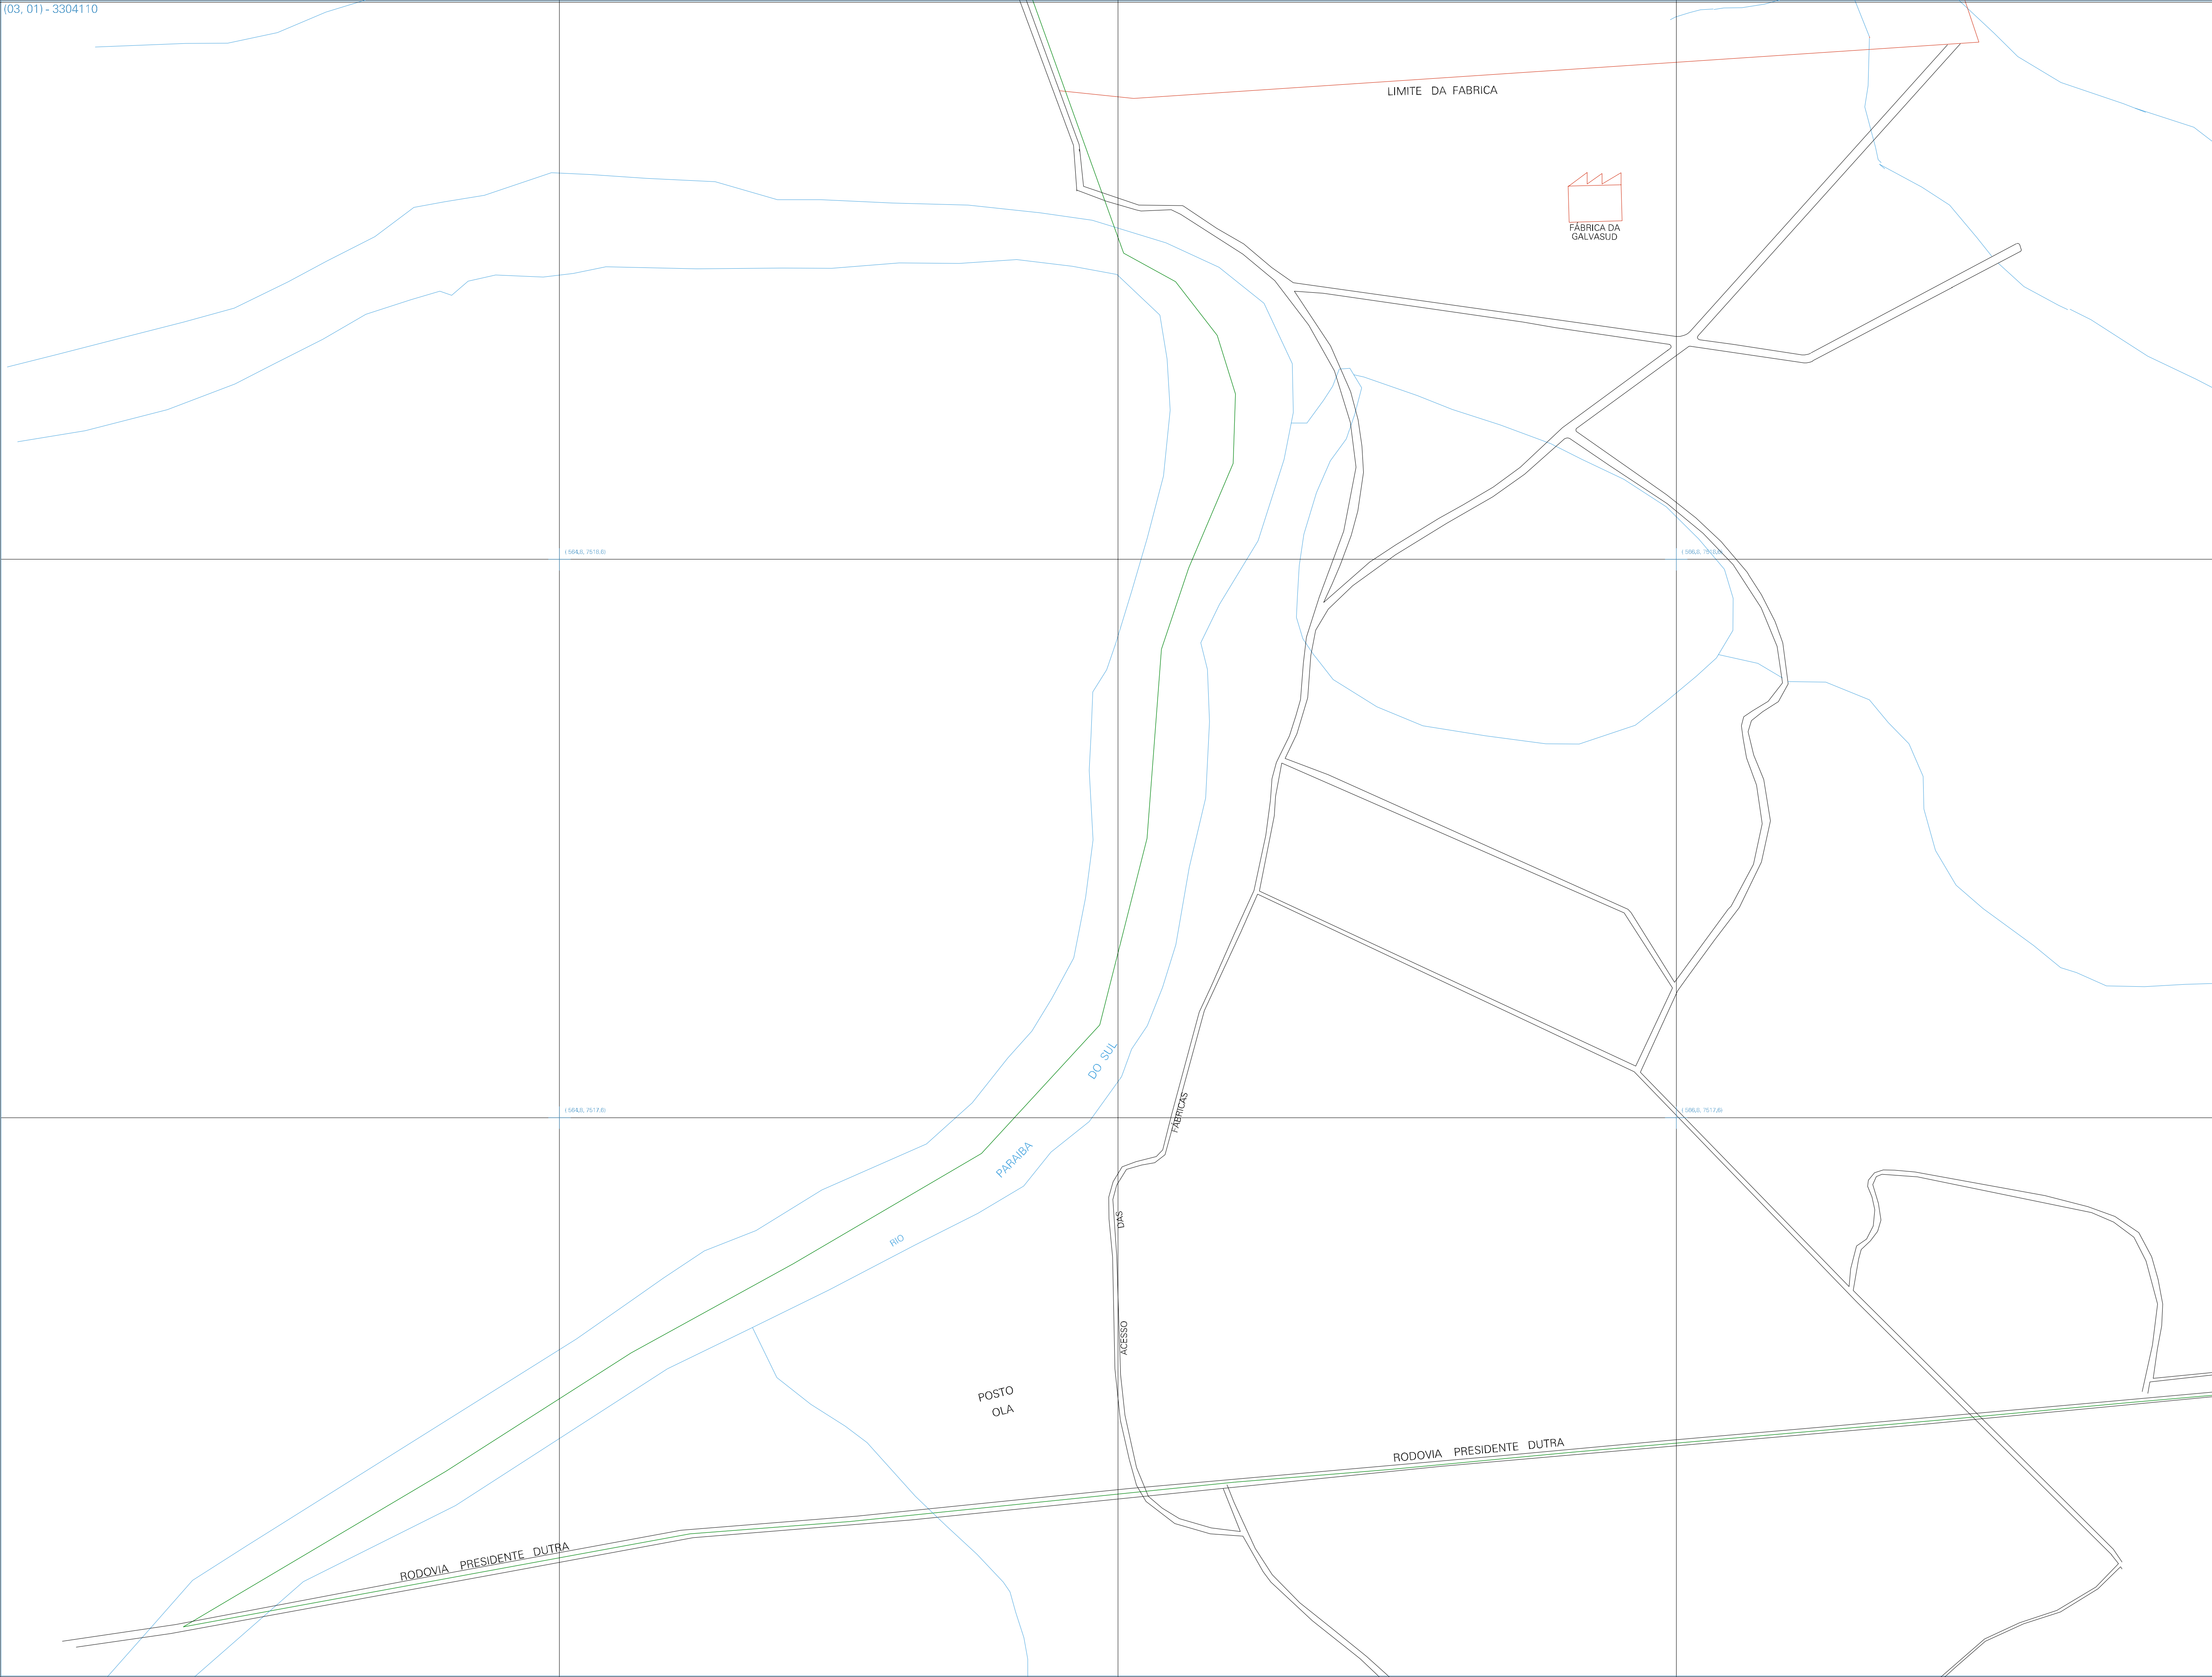 (03, 01) - 3304110
LIMITE DA FABRICA
FÁBRICA DA
GALVASUD
RIO PARAIBA DO SUL
ACESSO DAS FÁBRICAS
POSTO
OLA
RODOVIA PRESIDENTE DUTRA
RODOVIA PRESIDENTE DUTRA